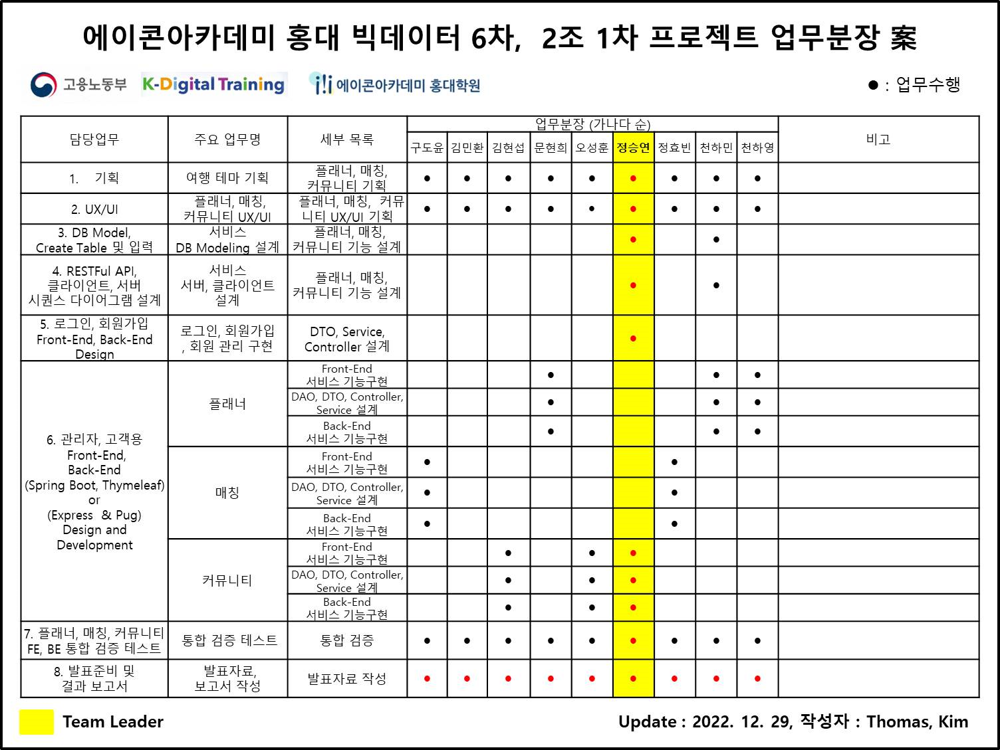 에이콘아카데미 홍대 빅데이터 6차, 2조 1차 프로젝트 업무분장 案
고용노동부 K-Digital Training 에이콘아카데미 홍대학원
● : 업무수행
담당업무 주요 업무명 세부 목록 업무분장 (가나다 순) 비고
구도윤 김민환 김현섭 문현희 오성훈 정승연 정효빈 천하민 천하영
1. 기획
여행 테마 기획
플래너, 매칭,
커뮤니티 기획
● ● ● ● ● ● ● ● ●
2. UX/UI
플래너, 매칭,
커뮤니티 UX/UI
플래너, 매칭, 커뮤
니티 UX/UI 기획
● ● ● ● ● ● ● ● ●
3. DB Model,
Create Table 및 입력
서비스
DB Modeling 설계
플래너, 매칭,
커뮤니티 기능 설계
● ●
4. RESTFul API,
클라이언트, 서버
시퀀스 다이어그램 설계
서비스
서버, 클라이언트
설계
플래너, 매칭,
커뮤니티 기능 설계
● ●
5. 로그인, 회원가입
Front-End, Back-End
Design
로그인, 회원가입
, 회원 관리 구현
DTO, Service,
Controller 설계
●
6. 관리자, 고객용
Front-End,
Back-End
(Spring Boot, Thymeleaf)
or
(Express & Pug)
Design and
Development
플래너
Front-End
서비스 기능구현
● ● ●
DAO, DTO, Controller,
Service 설계
● ● ●
Back-End
서비스 기능구현
● ● ●
매칭
Front-End
서비스 기능구현
● ●
DAO, DTO, Controller,
Service 설계
● ●
Back-End
서비스 기능구현
● ●
커뮤니티
Front-End
서비스 기능구현
● ● ●
DAO, DTO, Controller,
Service 설계
● ● ●
Back-End
서비스 기능구현
● ● ●
7. 플래너, 매칭, 커뮤니티
FE, BE 통합 검증 테스트
통합 검증 테스트
통합 검증
● ● ● ● ● ● ● ● ●
8. 발표준비 및
결과 보고서
발표자료,
보고서 작성
발표자료 작성
● ● ● ● ● ● ● ● ●
Team Leader
Update : 2022. 12. 29, 작성자 : Thomas, Kim